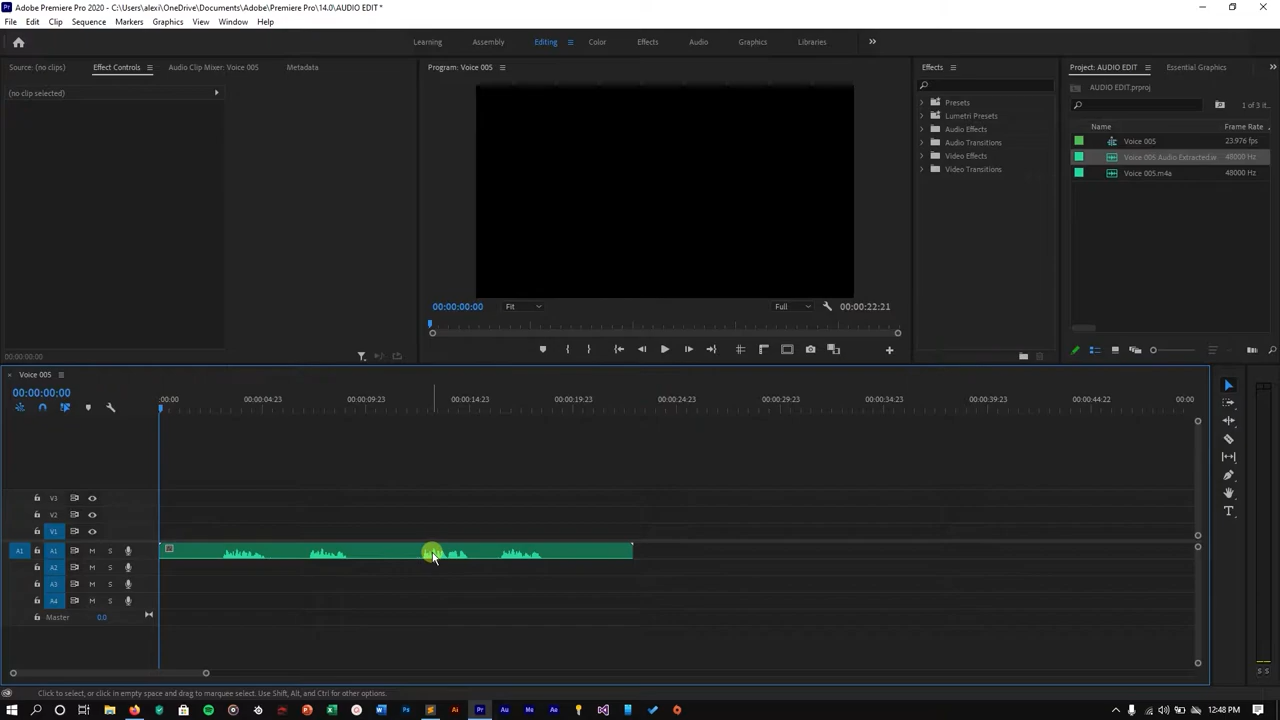 Adobe Premiere Pro 2020 - C:\Users\alexi\OneDrive\Documents\Adobe\Premiere Pro\14.0\AUDIO EDIT *
File Edit Clip Sequence Markers Graphics View Window Help
Learning Assembly Editing Color Effects Audio Graphics Libraries
Source: (no clips) Effect Controls Audio Clip Mixer: Voice 005 Metadata Program: Voice 005 Effects Project: AUDIO EDIT Essential Graphics
(no clip selected) AUDIO EDIT.prproj
Presets 1 of 3 it...
Lumetri Presets Name Frame Rate
Audio Effects Voice 005 23.976 fps
Audio Transitions Voice 005 Audio Extracted.w 48000 Hz
Video Effects Voice 005.m4a 48000 Hz
Video Transitions
00:00:00:00 Fit Full 00:00:22:21
00:00:00:00
Voice 005
00:00:00:00
:00:00 00:00:04:23 00:00:09:23 00:00:14:23 00:00:19:23 00:00:24:23 00:00:29:23 00:00:34:23 00:00:39:23 00:00:44:22 00:00
V3
V2
V1
A1 A1 M S
A2 M S
A3 M S
A4 M S
Master 0.0
S S
Click to select, or click in empty space and drag to marquee select. Use Shift, Alt, and Ctrl for other options.
12:48 PM